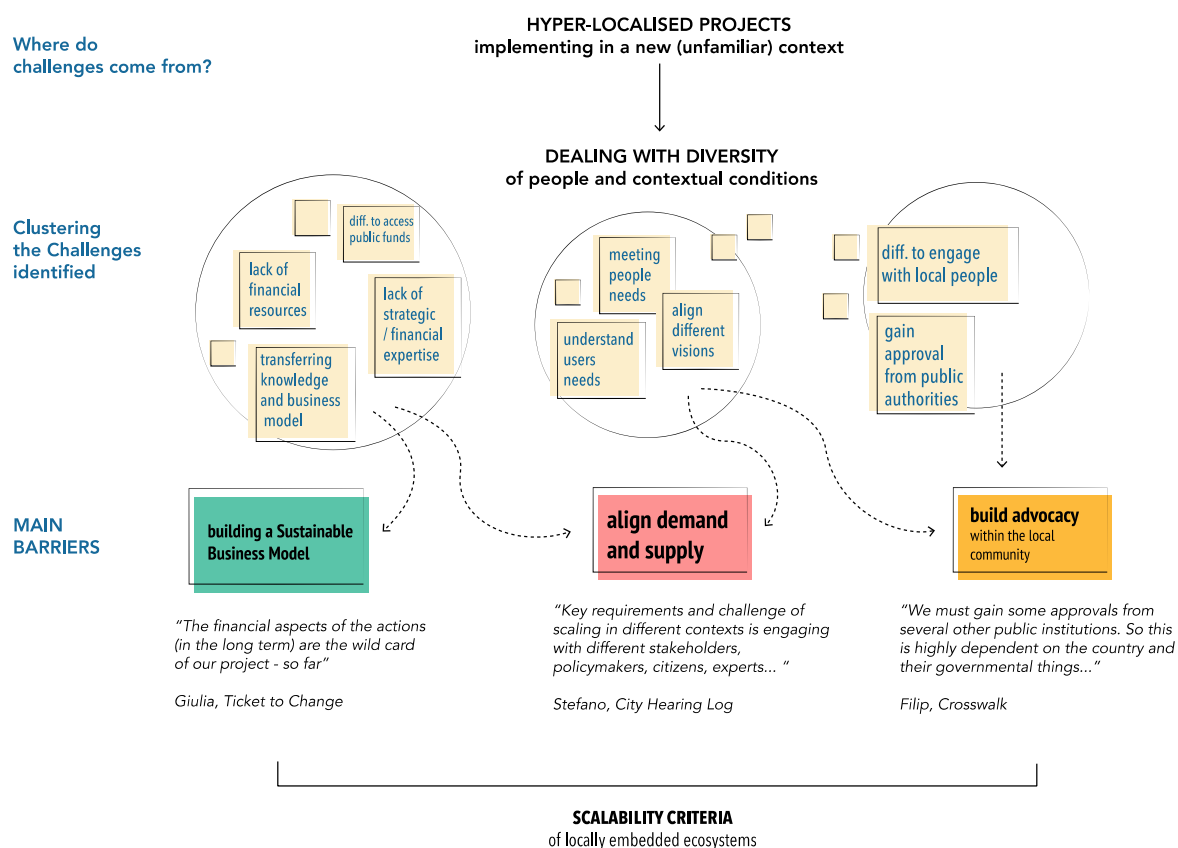 Where do
challenges come from?
HYPER-LOCALISED PROJECTS
implementing in a new (unfamiliar) context
DEALING WITH DIVERSITY
of people and contextual conditions
Clustering
the Challenges
identified
diff. to access
public funds
lack of
financial
resources
lack of
strategic
/ financial
expertise
transferring
knowledge
and business
model
meeting
people
needs
align
different
visions
understand
users
needs
diff. to engage
with local people
gain
approval
from public
authorities
MAIN
BARRIERS
building a Sustainable
Business Model
align demand
and supply
build advocacy
within the local
community
"The financial aspects of the actions
(in the long term) are the wild card
of our project - so far"
Giulia, Ticket to Change
"Key requirements and challenge of
scaling in different contexts is engaging
with different stakeholders,
policymakers, citizens, experts... "
Stefano, City Hearing Log
"We must gain some approvals from
several other public institutions. So this
is highly dependent on the country and
their governmental things..."
Filip, Crosswalk
SCALABILITY CRITERIA
of locally embedded ecosystems